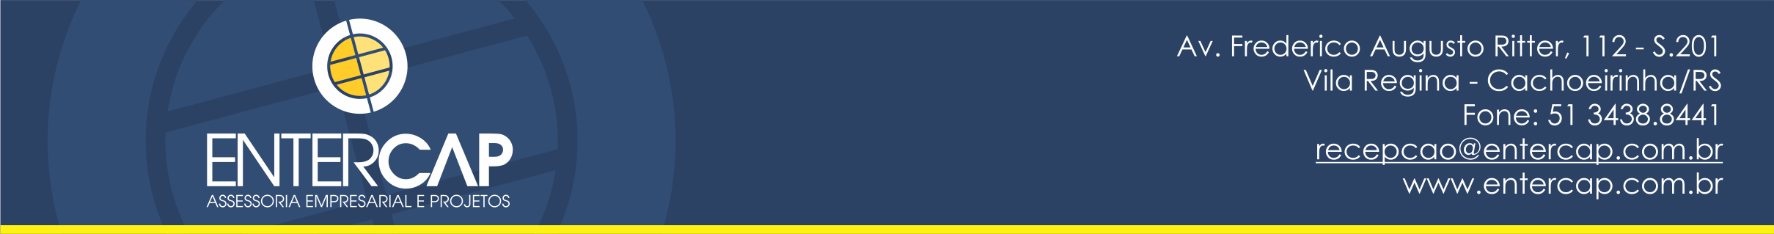 ENTERCAP
ASSESSORIA EMPRESARIAL E PROJETOS
Av. Frederico Augusto Ritter, 112 - S.201
Vila Regina - Cachoeirinha/RS
Fone: 51 3438.8441
recepcao@entercap.com.br
www.entercap.com.br